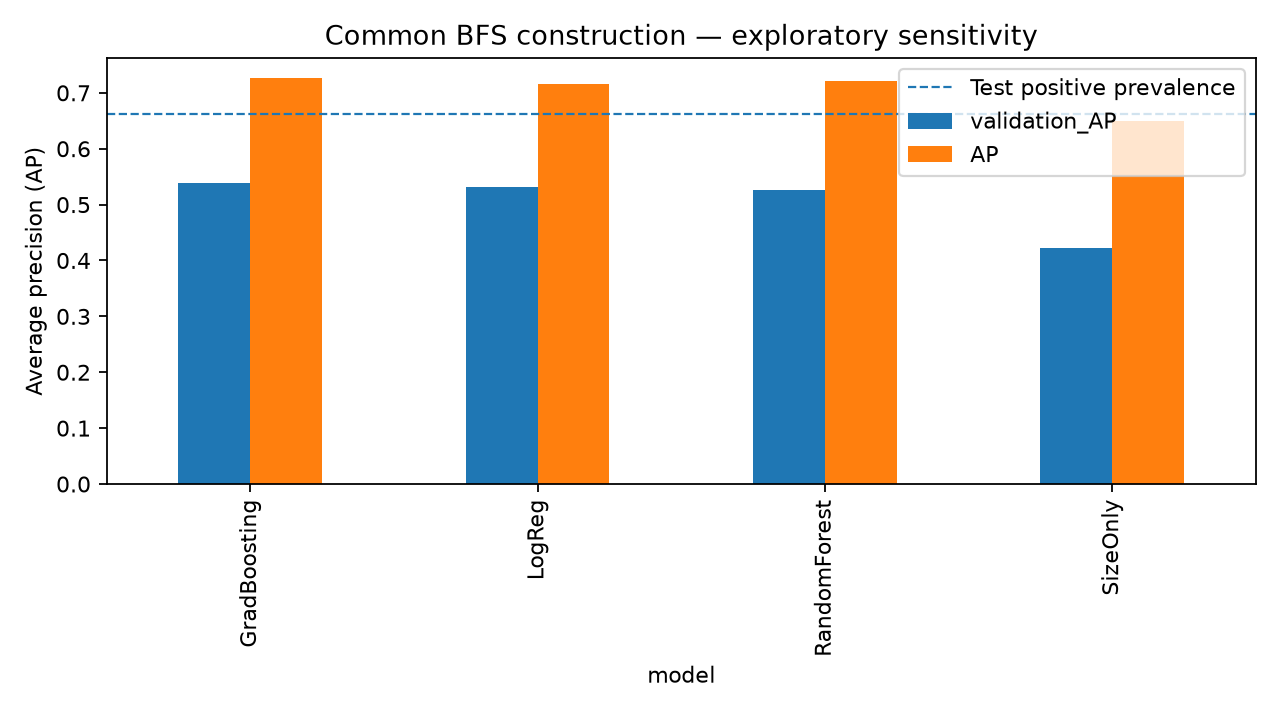 Common BFS construction — exploratory sensitivity
Test positive prevalence
validation_AP
AP
Average precision (AP)
0.7
0.6
0.5
0.4
0.3
0.2
0.1
0.0
GradBoosting
LogReg
RandomForest
SizeOnly
model